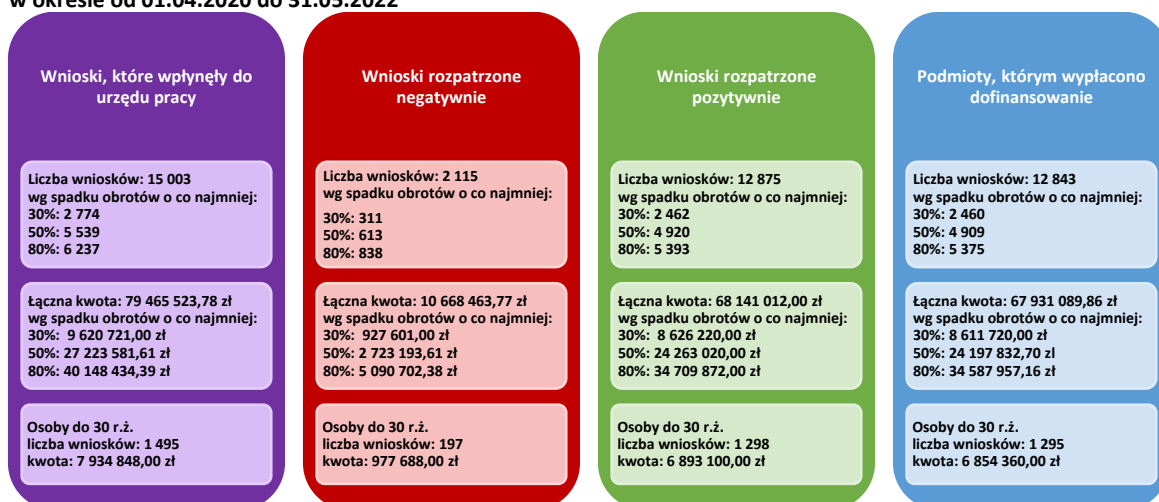 w okresie od 01.04.2020 do 31.05.2022
Wnioski, które wpłynęły do
urzędu pracy
Liczba wniosków: 15 003
wg spadku obrotów o co najmniej:
30%: 2 774
50%: 5 539
80%: 6 237
Łączna kwota: 79 465 523,78 zł
wg spadku obrotów o co najmniej:
30%: 9 620 721,00 zł
50%: 27 223 581,61 zł
80%: 40 148 434,39 zł
Osoby do 30 r.ż.
liczba wniosków: 1 495
kwota: 7 934 848,00 zł
Wnioski rozpatrzone
negatywnie
Liczba wniosków: 2 115
wg spadku obrotów o co najmniej:
30%: 311
50%: 613
80%: 838
Łączna kwota: 10 668 463,77 zł
wg spadku obrotów o co najmniej:
30%: 927 601,00 zł
50%: 2 723 193,61 zł
80%: 5 090 702,38 zł
Osoby do 30 r.ż.
liczba wniosków: 197
kwota: 977 688,00 zł
Wnioski rozpatrzone
pozytywnie
Liczba wniosków: 12 875
wg spadku obrotów o co najmniej:
30%: 2 462
50%: 4 920
80%: 5 393
Łączna kwota: 68 141 012,00 zł
wg spadku obrotów o co najmniej:
30%: 8 626 220,00 zł
50%: 24 263 020,00 zł
80%: 34 709 872,00 zł
Osoby do 30 r.ż.
liczba wniosków: 1 298
kwota: 6 893 100,00 zł
Podmioty, którym wypłacono
dofinansowanie
Liczba wniosków: 12 843
wg spadku obrotów o co najmniej:
30%: 2 460
50%: 4 909
80%: 5 375
Łączna kwota: 67 931 089,86 zł
wg spadku obrotów o co najmniej:
30%: 8 611 720,00 zł
50%: 24 197 832,70 zl
80%: 34 587 957,16 zł
Osoby do 30 r.ż.
liczba wniosków: 1 295
kwota: 6 854 360,00 zł